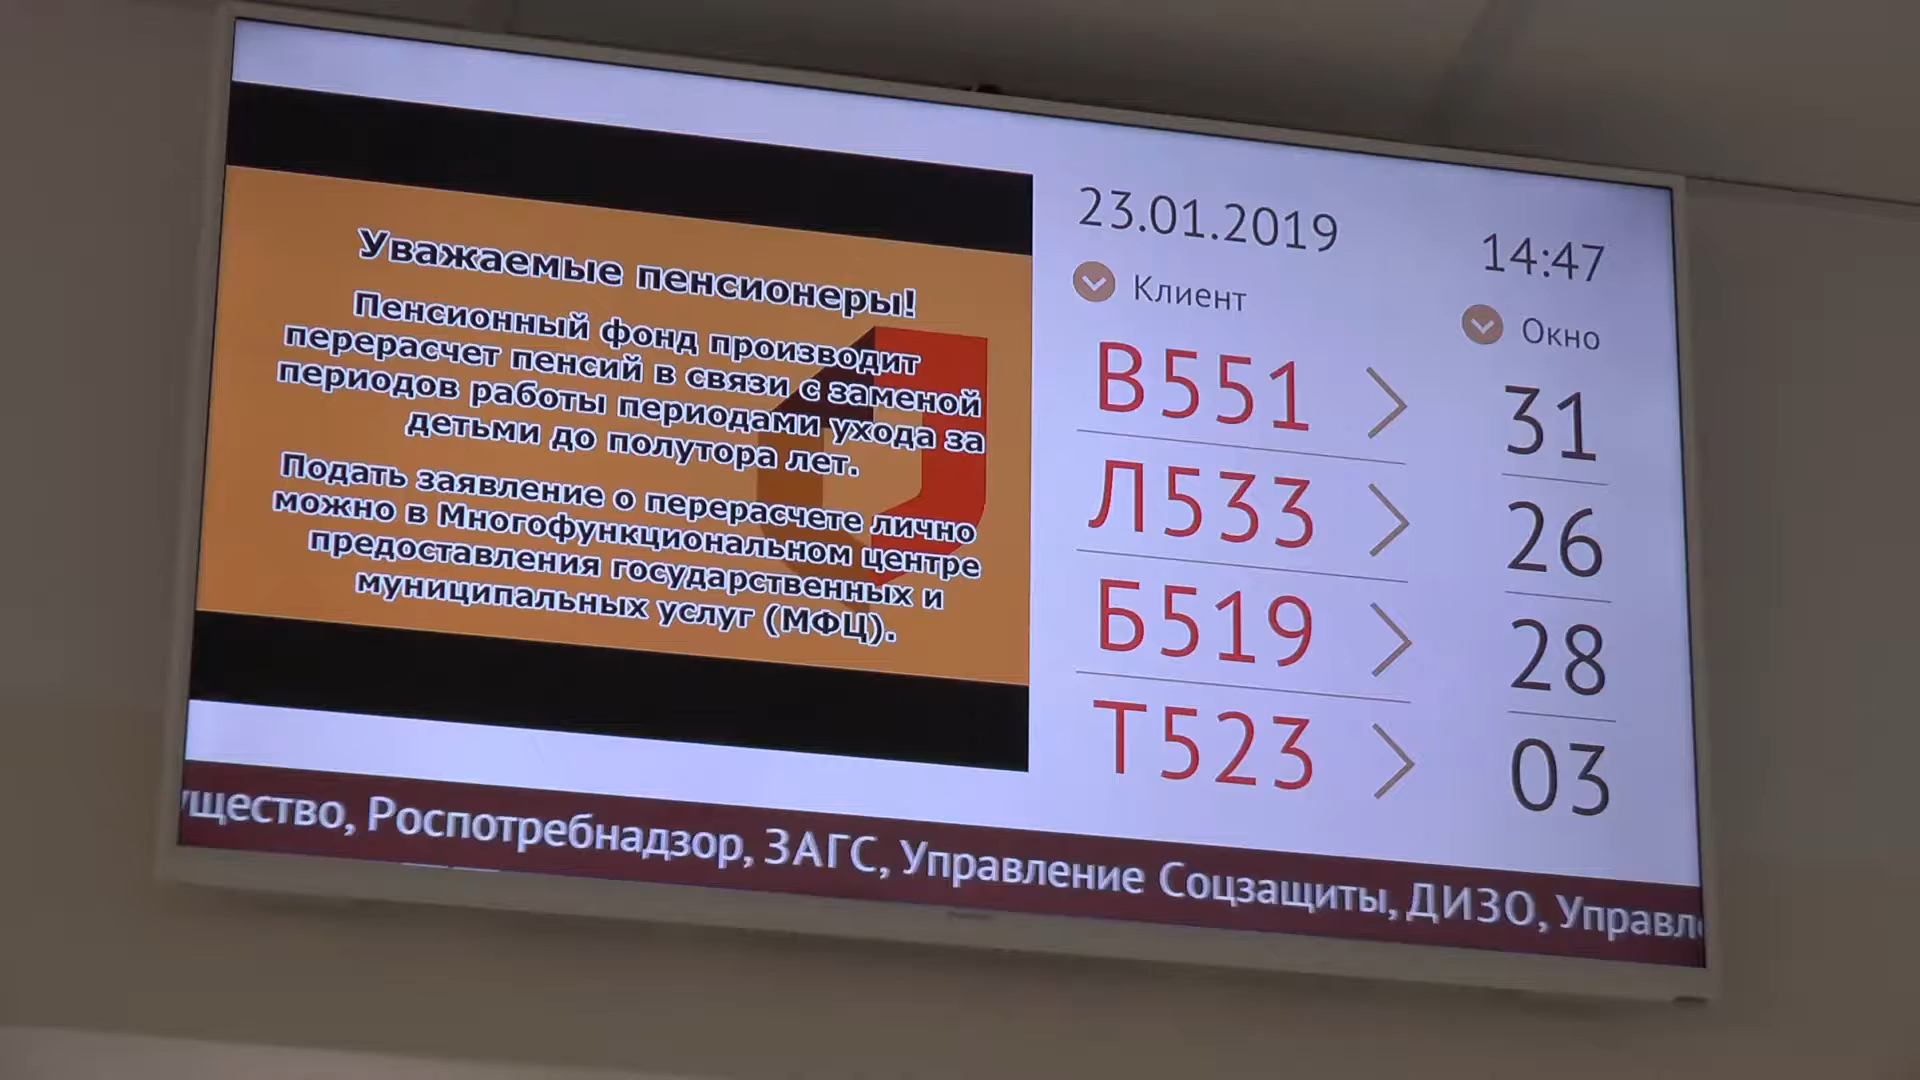 Уважаемые пенсионеры!
Пенсионный фонд производит
перерасчет пенсий в связи с заменой
периодов работы периодами ухода за
детьми до полутора лет.
Подать заявление о перерасчете лично
можно в Многофункциональном центре
предоставления государственных и
муниципальных услуг (МФЦ).
23.01.2019 14:47
Клиент Окно
В551 31
Л533 26
Б519 28
Т523 03
ущество, Роспотребнадзор, ЗАГС, Управление Соцзащиты, ДИЗО, Управл